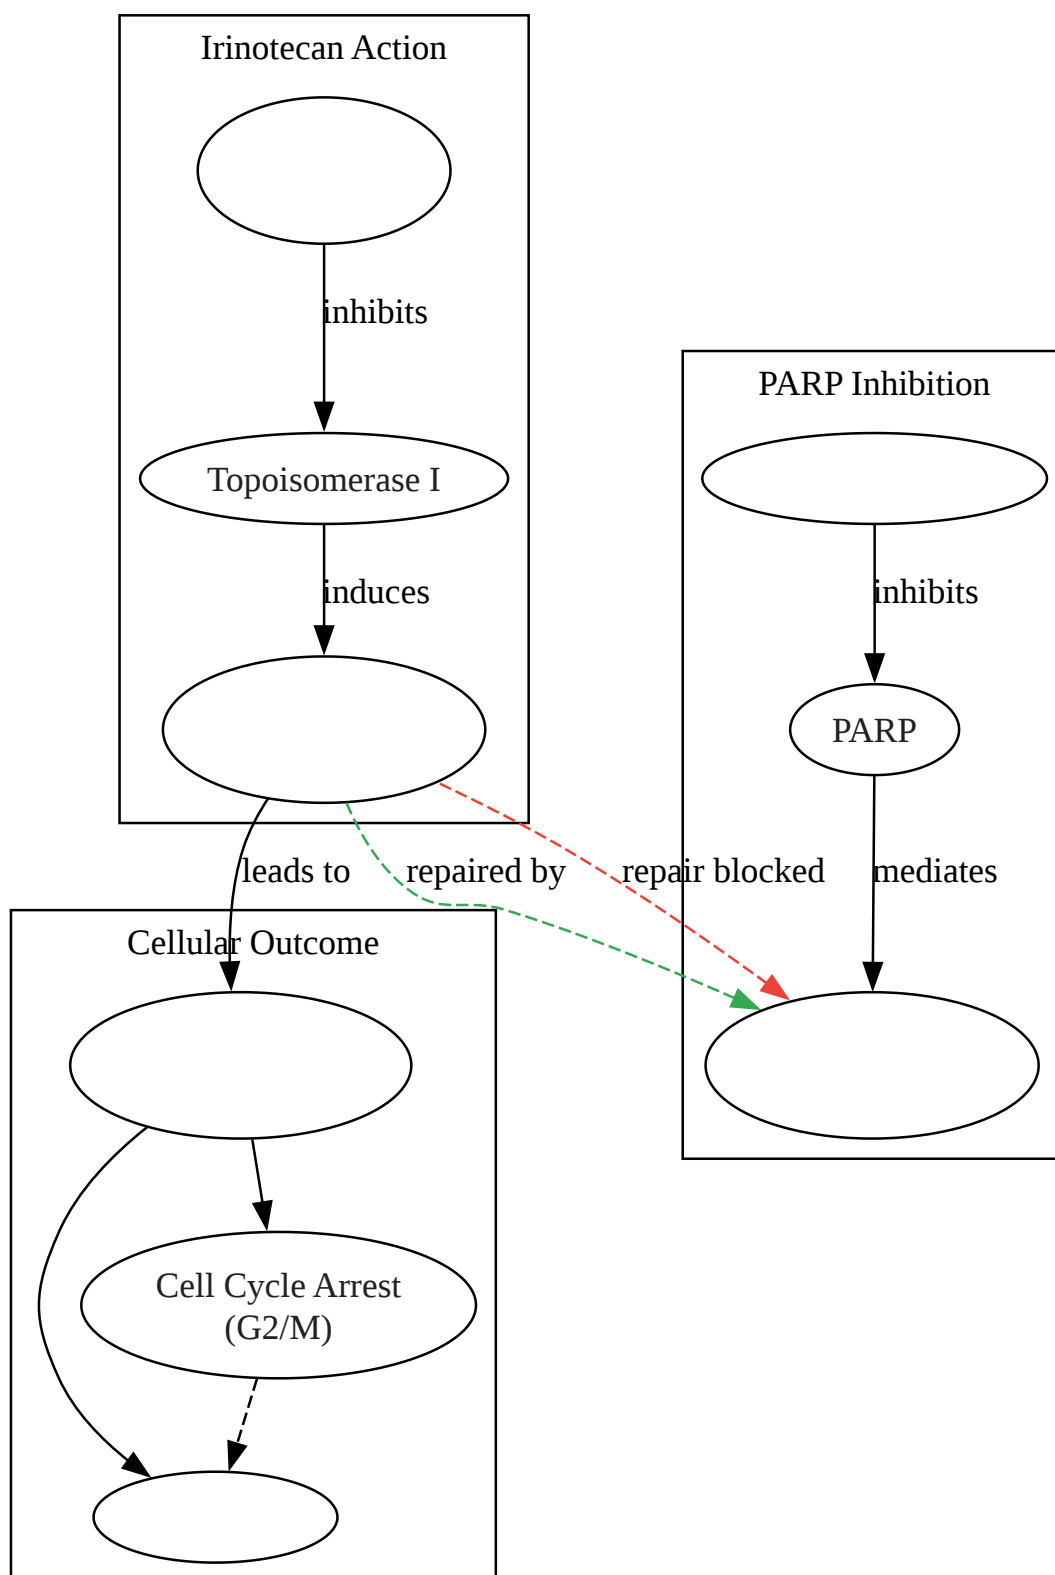 Irinotecan Action
inhibits
Topoisomerase I
induces
PARP Inhibition
inhibits
PARP
leads to
repaired by
repair blocked
mediates
Cellular Outcome
Cell Cycle Arrest
(G2/M)